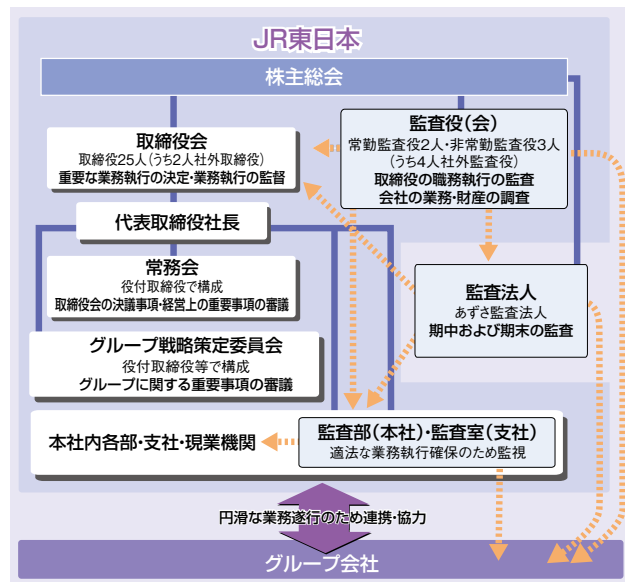 JR東日本
株主総会
取締役会
取締役25人(うち2人社外取締役)
重要な業務執行の決定・業務執行の監督
監査役(会)
常勤監査役2人・非常勤監査役3人
(うち4人社外監査役)
取締役の職務執行の監査
会社の業務・財産の調査
代表取締役社長
常務会
役付取締役で構成
取締役会の決議事項・経営上の重要事項の審議
監査法人
あずさ監査法人
期中および期末の監査
グループ戦略策定委員会
役付取締役等で構成
グループに関する重要事項の審議
本社内各部・支社・現業機関
監査部(本社)・監査室(支社)
適法な業務執行確保のため監視
円滑な業務遂行のため連携・協力
グループ会社